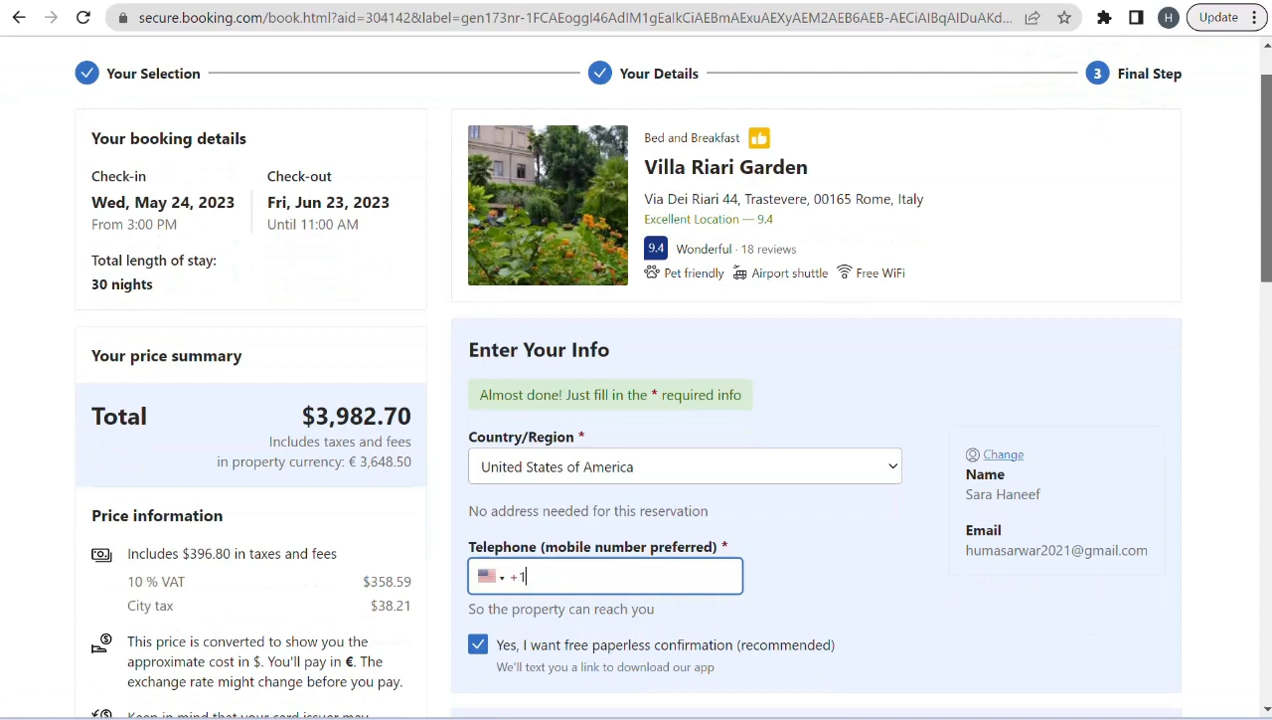 secure.booking.com/book.html?aid=304142&label=gen173nr-1FCAEoggI46AdIM1gEaIkCiAEBmAExuAEXyAEM2AEB6AEB-AECiAIBqAIDuAKd...
H
Update
Your Selection
Your Details
3 Final Step
Your booking details
Check-in
Wed, May 24, 2023
From 3:00 PM
Check-out
Fri, Jun 23, 2023
Until 11:00 AM
Total length of stay:
30 nights
Your price summary
Total $3,982.70
Includes taxes and fees
in property currency: € 3,648.50
Price information
Includes $396.80 in taxes and fees
10 % VAT $358.59
City tax $38.21
This price is converted to show you the
approximate cost in $. You'll pay in €. The
exchange rate might change before you pay.
Keep in mind that your card issuer may
Bed and Breakfast
Villa Riari Garden
Via Dei Riari 44, Trastevere, 00165 Rome, Italy
Excellent Location — 9.4
9.4 Wonderful · 18 reviews
Pet friendly Airport shuttle Free WiFi
Enter Your Info
Almost done! Just fill in the * required info
Country/Region *
United States of America
No address needed for this reservation
Telephone (mobile number preferred) *
+1
So the property can reach you
Yes, I want free paperless confirmation (recommended)
We'll text you a link to download our app
Change
Name
Sara Haneef
Email
humasarwar2021@gmail.com